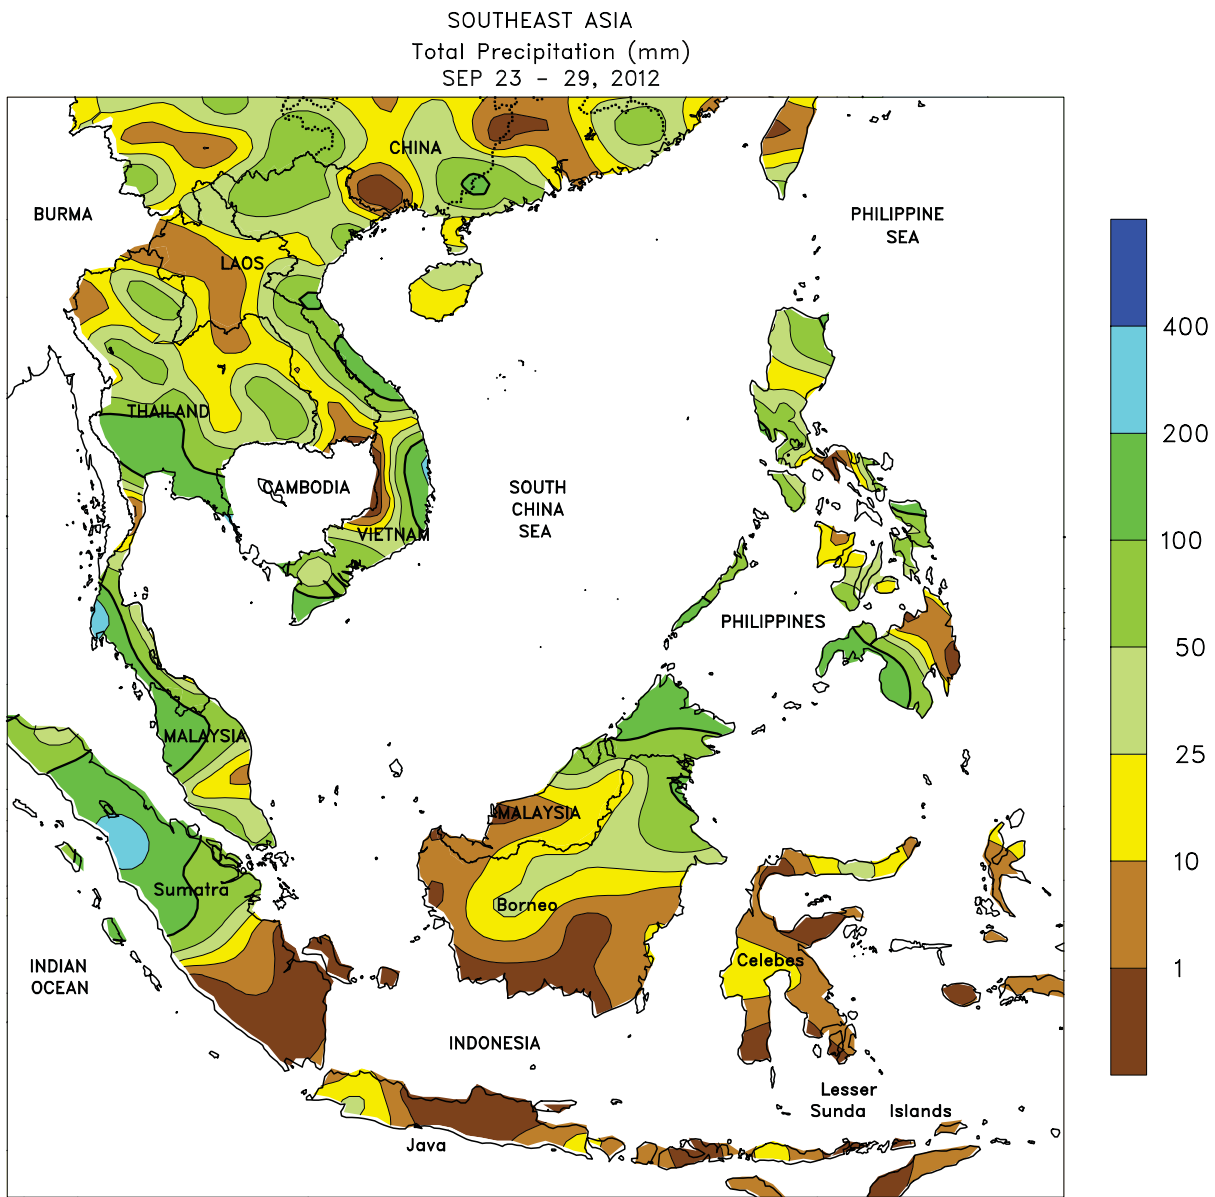 SOUTHEAST ASIA
Total Precipitation (mm)
SEP 23 - 29, 2012
CHINA
BURMA
PHILIPPINE
SEA
LAOS
THAILAND
CAMBODIA
SOUTH
CHINA
SEA
VIETNAM
PHILIPPINES
MALAYSIA
MALAYSIA
Sumatra
Borneo
INDIAN
OCEAN
Celebes
INDONESIA
Lesser
Sunda Islands
Java
400
200
100
50
25
10
1